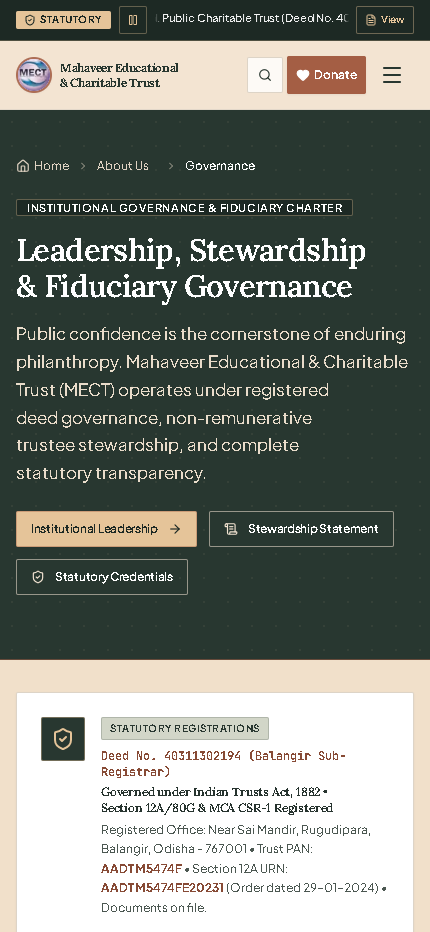 STATUTORY
Public Charitable Trust (Deed No. 40
View
MECT
Mahaveer Educational
& Charitable Trust
Donate
Home
About Us
Governance
INSTITUTIONAL GOVERNANCE & FIDUCIARY CHARTER
Leadership, Stewardship
& Fiduciary Governance
Public confidence is the cornerstone of enduring
philanthropy. Mahaveer Educational & Charitable
Trust (MECT) operates under registered
deed governance, non-remunerative
trustee stewardship, and complete
statutory transparency.
Institutional Leadership
Stewardship Statement
Statutory Credentials
STATUTORY REGISTRATIONS
Deed No. 40311302194 (Balangir Sub-
Registrar)
Governed under Indian Trusts Act, 1882 •
Section 12A/80G & MCA CSR-1 Registered
Registered Office: Near Sai Mandir, Rugudipara,
Balangir, Odisha - 767001 • Trust PAN:
AADTM5474F • Section 12A URN:
AADTM5474FE20231 (Order dated 29-01-2024) •
Documents on file.